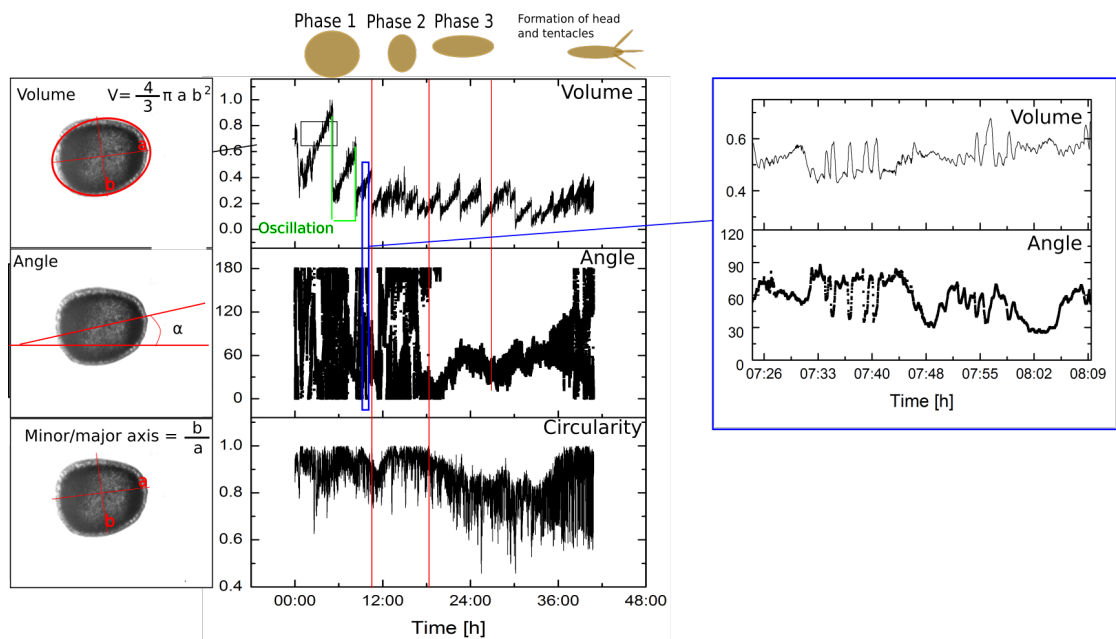 Phase 1
Phase 2
Phase 3
Formation of head
and tentacles
Volume
V= 4/3 π a b²
a
b
Volume
1.0
0.8
0.6
0.4
0.2
0.0
Oscillation
Angle
α
Angle
180
120
60
0
Minor/major axis = b/a
a
b
Circularity
1.0
0.8
0.6
0.4
00:00
12:00
24:00
36:00
48:00
Time [h]
Volume
0.6
0.4
Angle
120
90
60
30
0
07:26
07:33
07:40
07:48
07:55
08:02
08:09
Time [h]